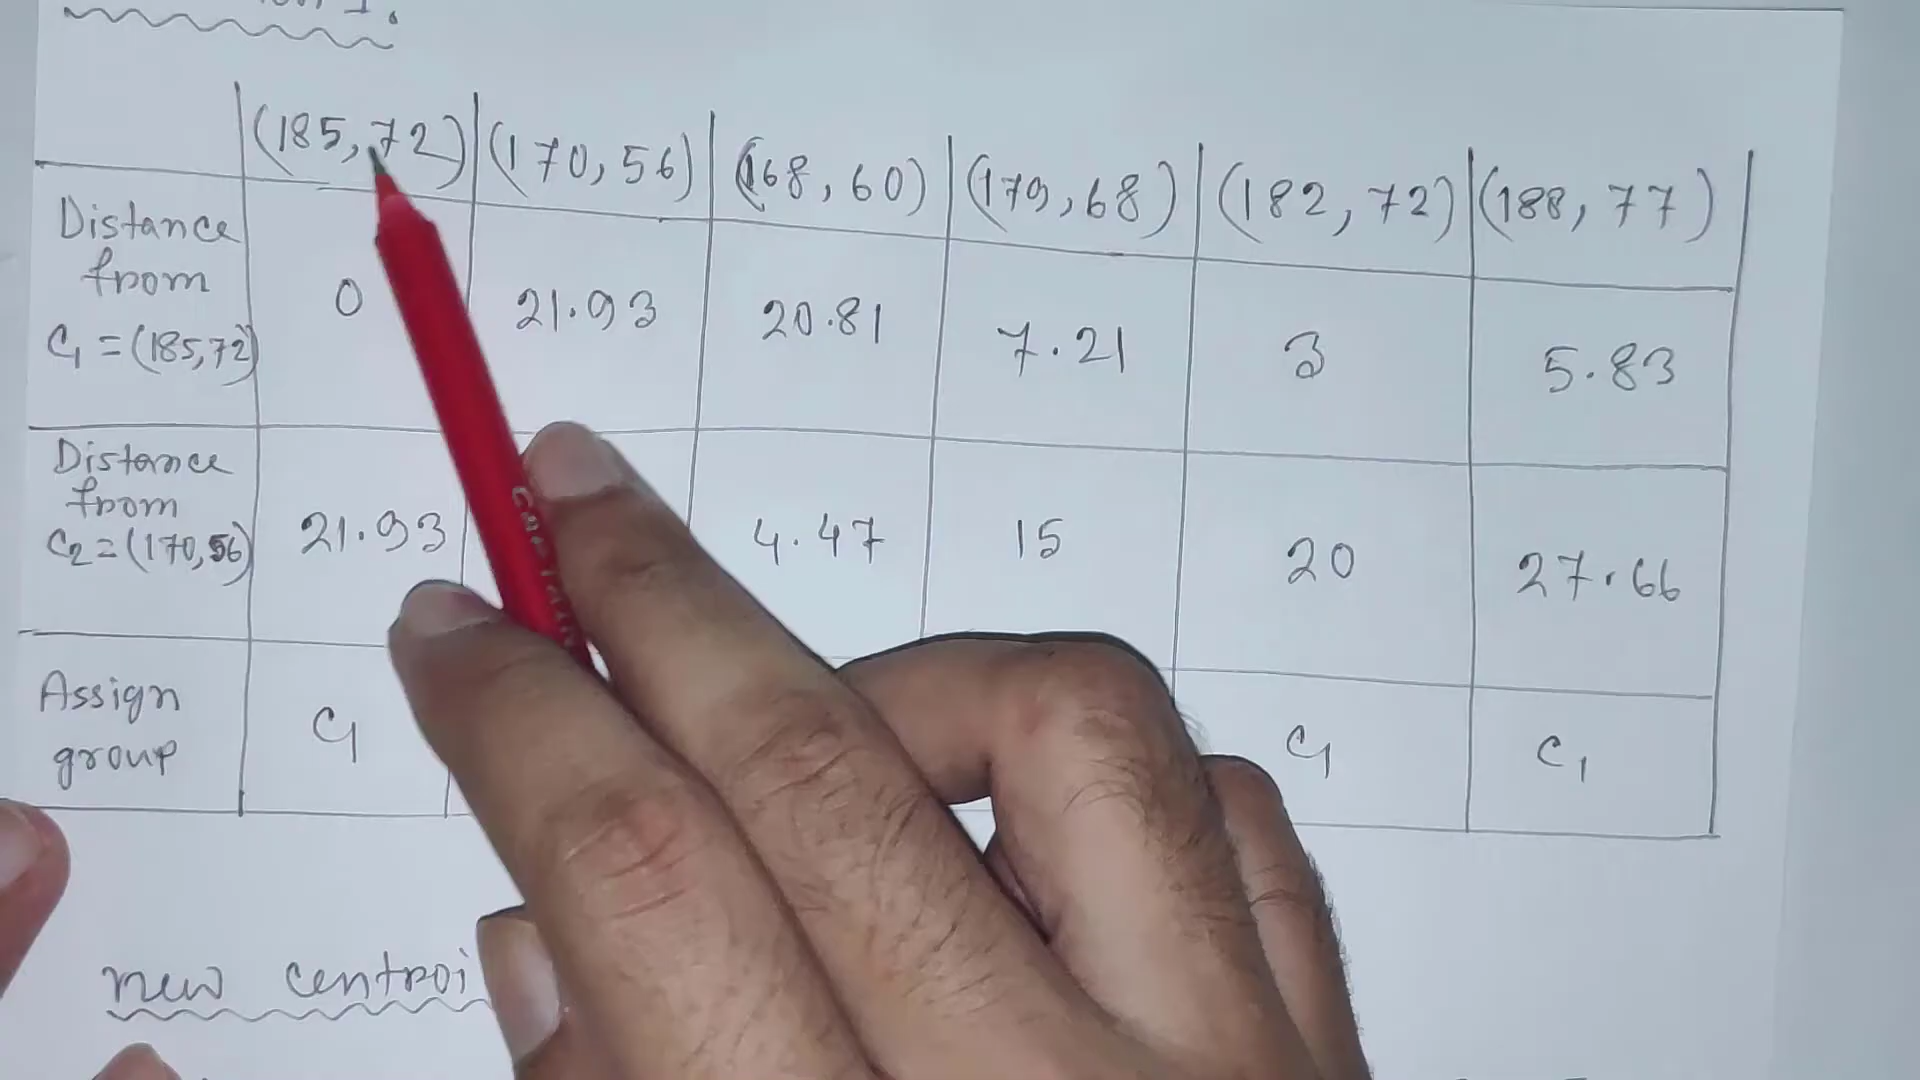 (185,72) (170,56) (168,60) (179,68) (182,72) (188,77)
Distance from C1 = (185,72) 0 21.93 20.81 7.21 3 5.83
Distance from C2 = (170,56) 21.93 4.47 15 20 27.66
Assign group C1 C1 C1
new